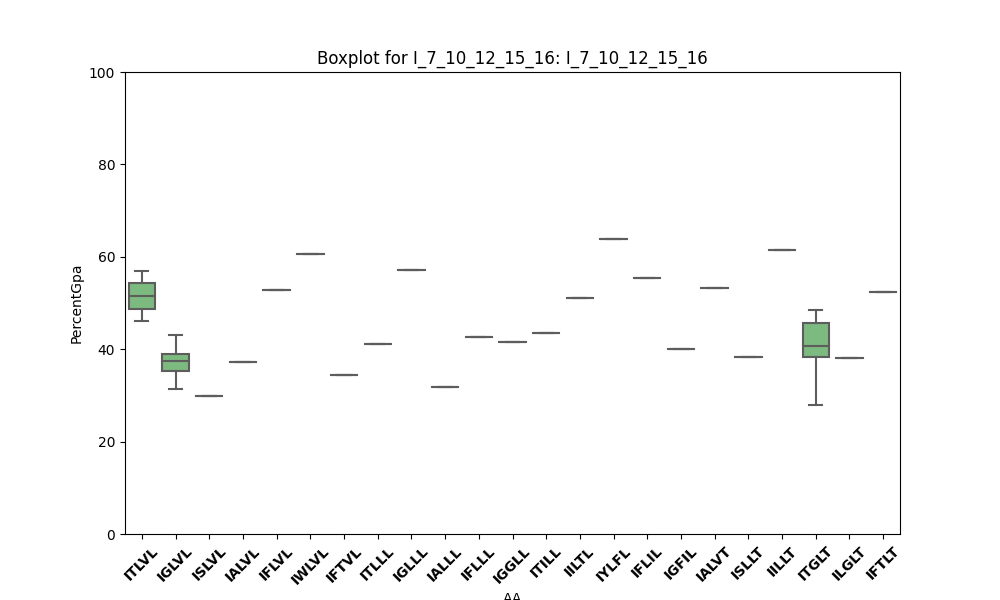 Boxplot for I_7_10_12_15_16: I_7_10_12_15_16
100
80
60
40
20
0
PercentGpa
ITLVL
IGLVL
ISLVL
IALVL
IFLVL
IWLVL
IFTVL
ITLLL
IGLLL
IALLL
IFLLL
IGGLL
ITILL
IILTL
IYLFL
IFLIL
IGFIL
IALVT
ISLLT
IILLT
ITGLT
ILGLT
IFTLT
AA